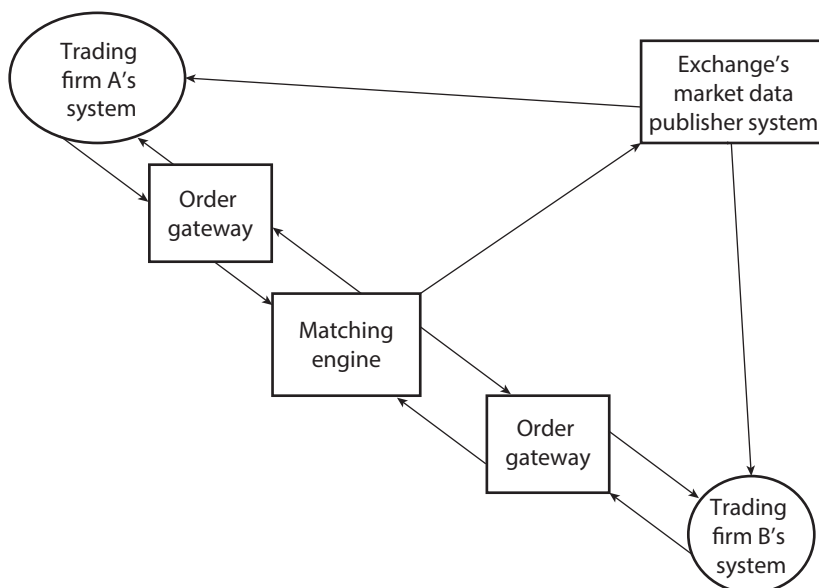 Trading
firm A's
system
Exchange's
market data
publisher system
Order
gateway
Matching
engine
Order
gateway
Trading
firm B's
system